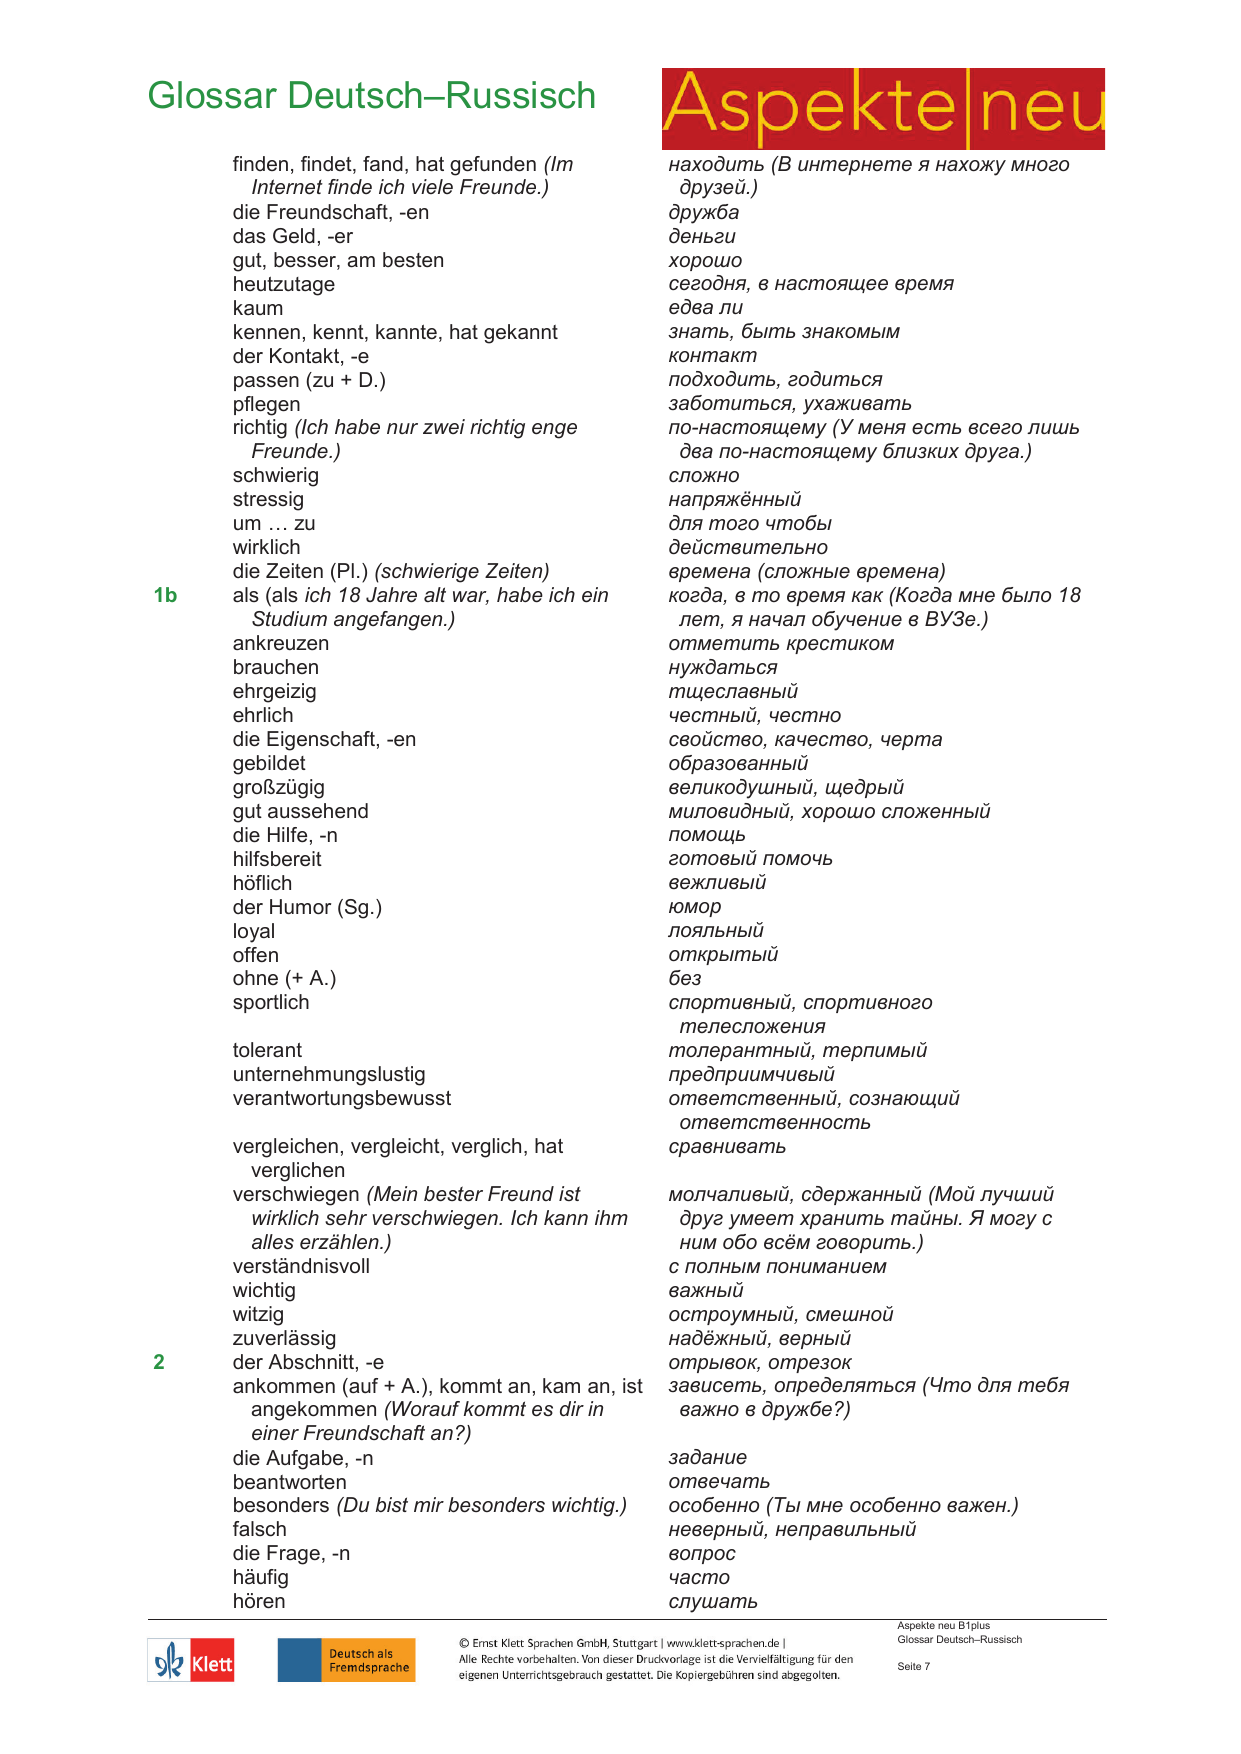 Glossar Deutsch–Russisch
Aspekte|neu
finden, findet, fand, hat gefunden (Im находить (В интернете я нахожу много
Internet finde ich viele Freunde.) друзей.)
die Freundschaft, -en дружба
das Geld, -er деньги
gut, besser, am besten хорошо
heutzutage сегодня, в настоящее время
kaum едва ли
kennen, kennt, kannte, hat gekannt знать, быть знакомым
der Kontakt, -e контакт
passen (zu + D.) подходить, годиться
pflegen заботиться, ухаживать
richtig (Ich habe nur zwei richtig enge по-настоящему (У меня есть всего лишь
Freunde.) два по-настоящему близких друга.)
schwierig сложно
stressig напряжённый
um … zu для того чтобы
wirklich действительно
die Zeiten (Pl.) (schwierige Zeiten) времена (сложные времена)
1b als (als ich 18 Jahre alt war, habe ich ein когда, в то время как (Когда мне было 18
Studium angefangen.) лет, я начал обучение в ВУЗе.)
ankreuzen отметить крестиком
brauchen нуждаться
ehrgeizig тщеславный
ehrlich честный, честно
die Eigenschaft, -en свойство, качество, черта
gebildet образованный
großzügig великодушный, щедрый
gut aussehend миловидный, хорошо сложенный
die Hilfe, -n помощь
hilfsbereit готовый помочь
höflich вежливый
der Humor (Sg.) юмор
loyal лояльный
offen открытый
ohne (+ A.) без
sportlich спортивный, спортивного
телесложения
tolerant толерантный, терпимый
unternehmungslustig предприимчивый
verantwortungsbewusst ответственный, сознающий
ответственность
vergleichen, vergleicht, verglich, hat сравнивать
verglichen
verschwiegen (Mein bester Freund ist молчаливый, сдержанный (Мой лучший
wirklich sehr verschwiegen. Ich kann ihm друг умеет хранить тайны. Я могу с
alles erzählen.) ним обо всём говорить.)
verständnisvoll с полным пониманием
wichtig важный
witzig остроумный, смешной
zuverlässig надёжный, верный
2 der Abschnitt, -e отрывок, отрезок
ankommen (auf + A.), kommt an, kam an, ist зависеть, определяться (Что для тебя
angekommen (Worauf kommt es dir in важно в дружбе?)
einer Freundschaft an?)
die Aufgabe, -n задание
beantworten отвечать
besonders (Du bist mir besonders wichtig.) особенно (Ты мне особенно важен.)
falsch неверный, неправильный
die Frage, -n вопрос
häufig часто
hören слушать
Klett
Deutsch als
Fremdsprache
© Ernst Klett Sprachen GmbH, Stuttgart | www.klett-sprachen.de |
Alle Rechte vorbehalten. Von dieser Druckvorlage ist die Vervielfältigung für den
eigenen Unterrichtsgebrauch gestattet. Die Kopiergebühren sind abgegolten.
Aspekte neu B1plus
Glossar Deutsch–Russisch
Seite 7